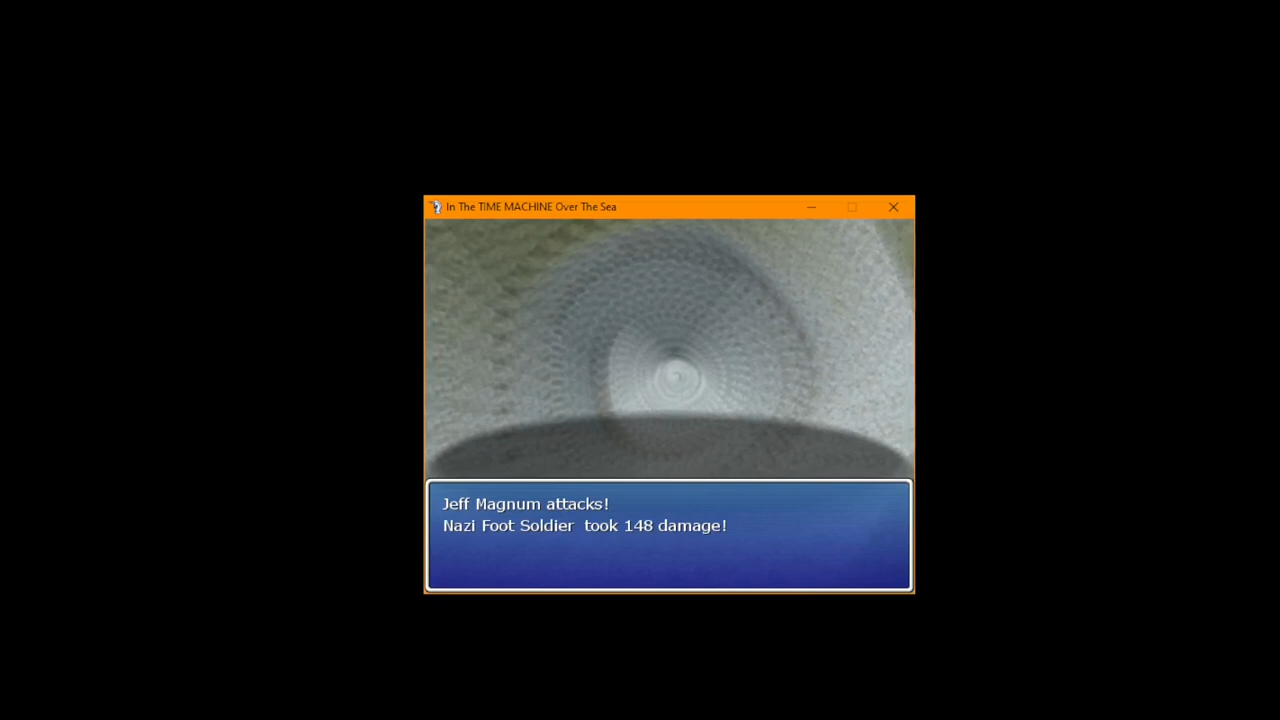 In The TIME MACHINE Over The Sea
Jeff Magnum attacks!
Nazi Foot Soldier  took 148 damage!